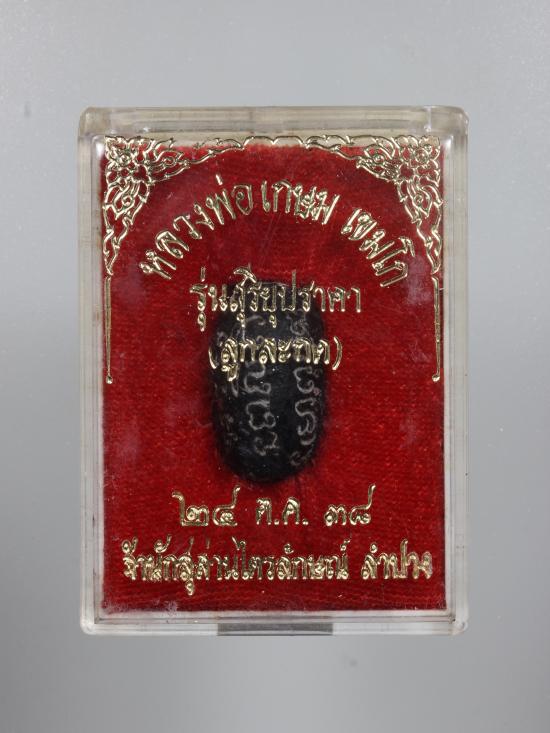 หลวงพ่อ เกษม เขมโก
รุ่นสุริยุปราคา
(ลูกสะกด)
๒๔ ต.ค. ๓๘
สำนักสุสานไตรลักษณ์ ลำปาง